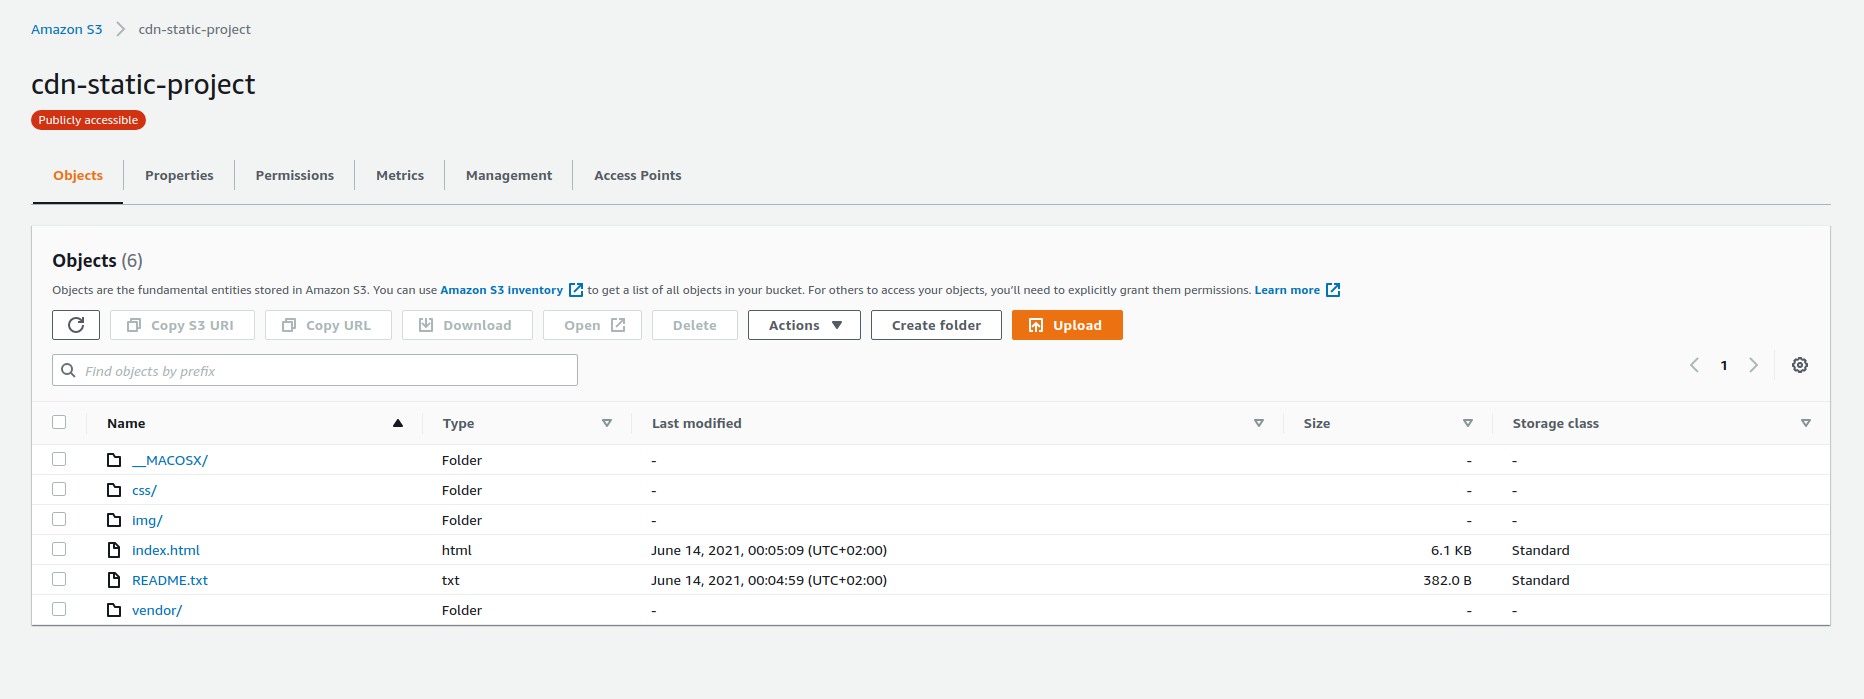 Amazon S3 > cdn-static-project
cdn-static-project
Publicly accessible
Objects Properties Permissions Metrics Management Access Points
Objects (6)
Objects are the fundamental entities stored in Amazon S3. You can use Amazon S3 inventory to get a list of all objects in your bucket. For others to access your objects, you’ll need to explicitly grant them permissions. Learn more
Copy S3 URI Copy URL Download Open Delete Actions Create folder Upload
Find objects by prefix
1
Name Type Last modified Size Storage class
__MACOSX/ Folder - - -
css/ Folder - - -
img/ Folder - - -
index.html html June 14, 2021, 00:05:09 (UTC+02:00) 6.1 KB Standard
README.txt txt June 14, 2021, 00:04:59 (UTC+02:00) 382.0 B Standard
vendor/ Folder - - -